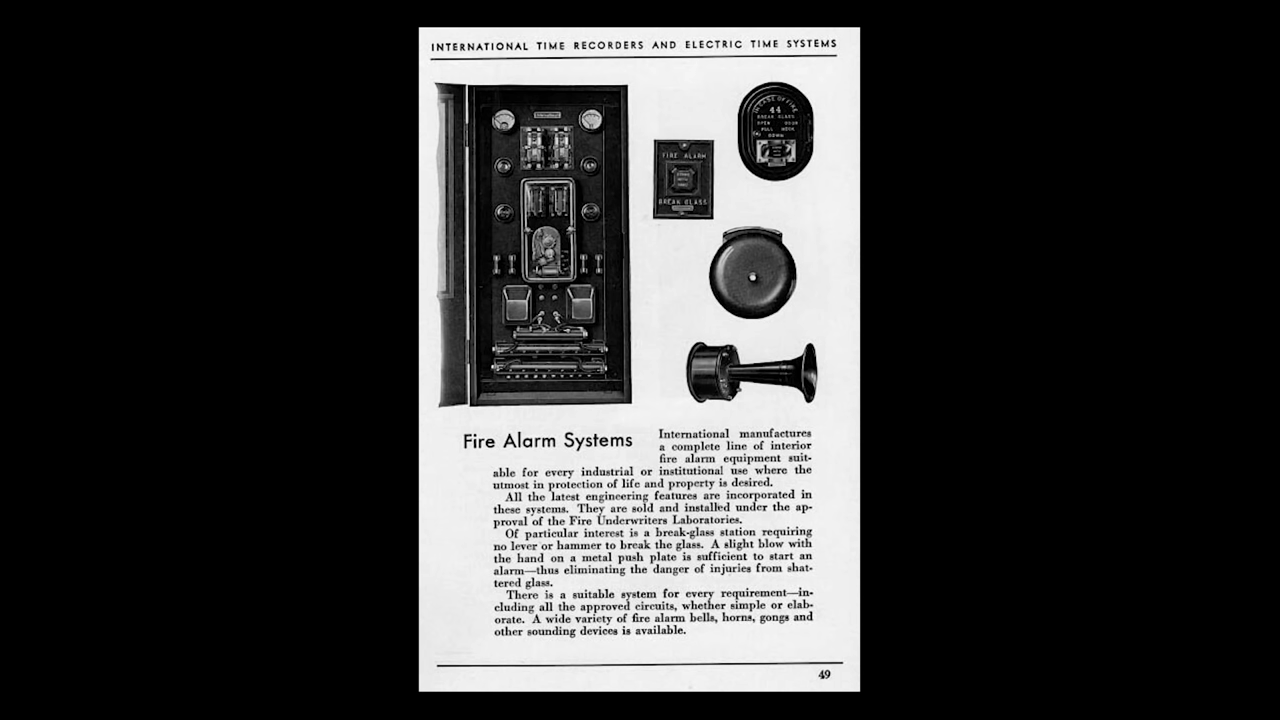 INTERNATIONAL TIME RECORDERS AND ELECTRIC TIME SYSTEMS
IN CASE OF FIRE
44
BREAK GLASS
OPEN DOOR
PULL HOOK
DOWN
FIRE ALARM
BREAK GLASS
Fire Alarm Systems
International manufactures
a complete line of interior
fire alarm equipment suit-
able for every industrial or institutional use where the
utmost in protection of life and property is desired.
All the latest engineering features are incorporated in
these systems. They are sold and installed under the ap-
proval of the Fire Underwriters Laboratories.
Of particular interest is a break-glass station requiring
no lever or hammer to break the glass. A slight blow with
the hand on a metal push plate is sufficient to start an
alarm—thus eliminating the danger of injuries from shat-
tered glass.
There is a suitable system for every requirement—in-
cluding all the approved circuits, whether simple or elab-
orate. A wide variety of fire alarm bells, horns, gongs and
other sounding devices is available.
49